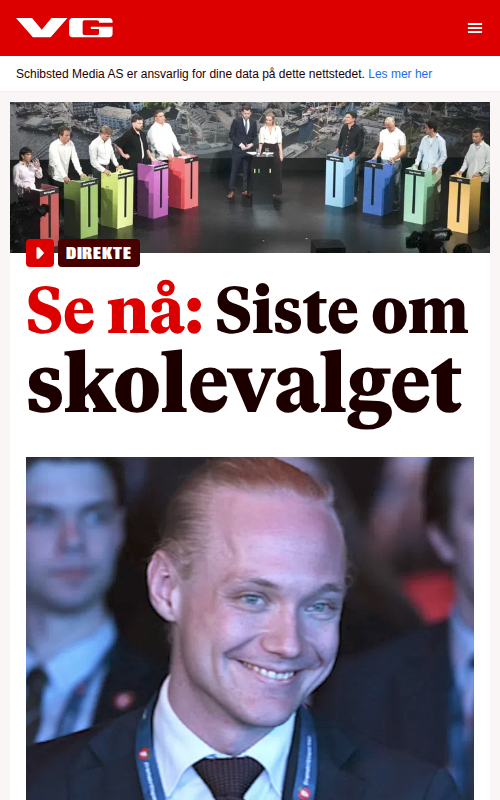 VG
Schibsted Media AS er ansvarlig for dine data på dette nettstedet. Les mer her
DIREKTE
Se nå: Siste om
skolevalget